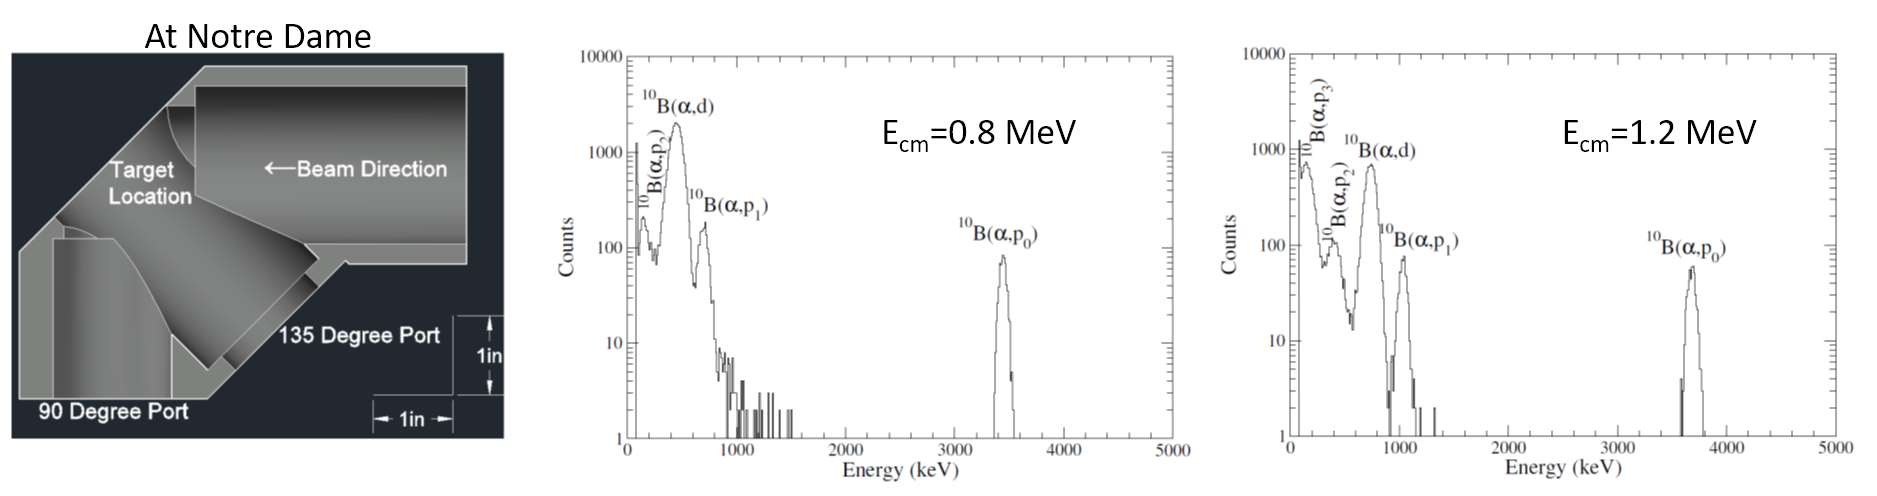 At Notre Dame
Target
Location
←Beam Direction
135 Degree Port
90 Degree Port
1in
1in
10000
1000
100
10
1
Counts
0
1000
2000
3000
4000
5000
Energy (keV)
¹⁰B(α,p₂)
¹⁰B(α,d)
¹⁰B(α,p₁)
¹⁰B(α,p₀)
E_cm=0.8 MeV
10000
1000
100
10
1
Counts
0
1000
2000
3000
4000
5000
Energy (keV)
¹⁰B(α,p₃)
¹⁰B(α,p₂)
¹⁰B(α,d)
¹⁰B(α,p₁)
¹⁰B(α,p₀)
E_cm=1.2 MeV